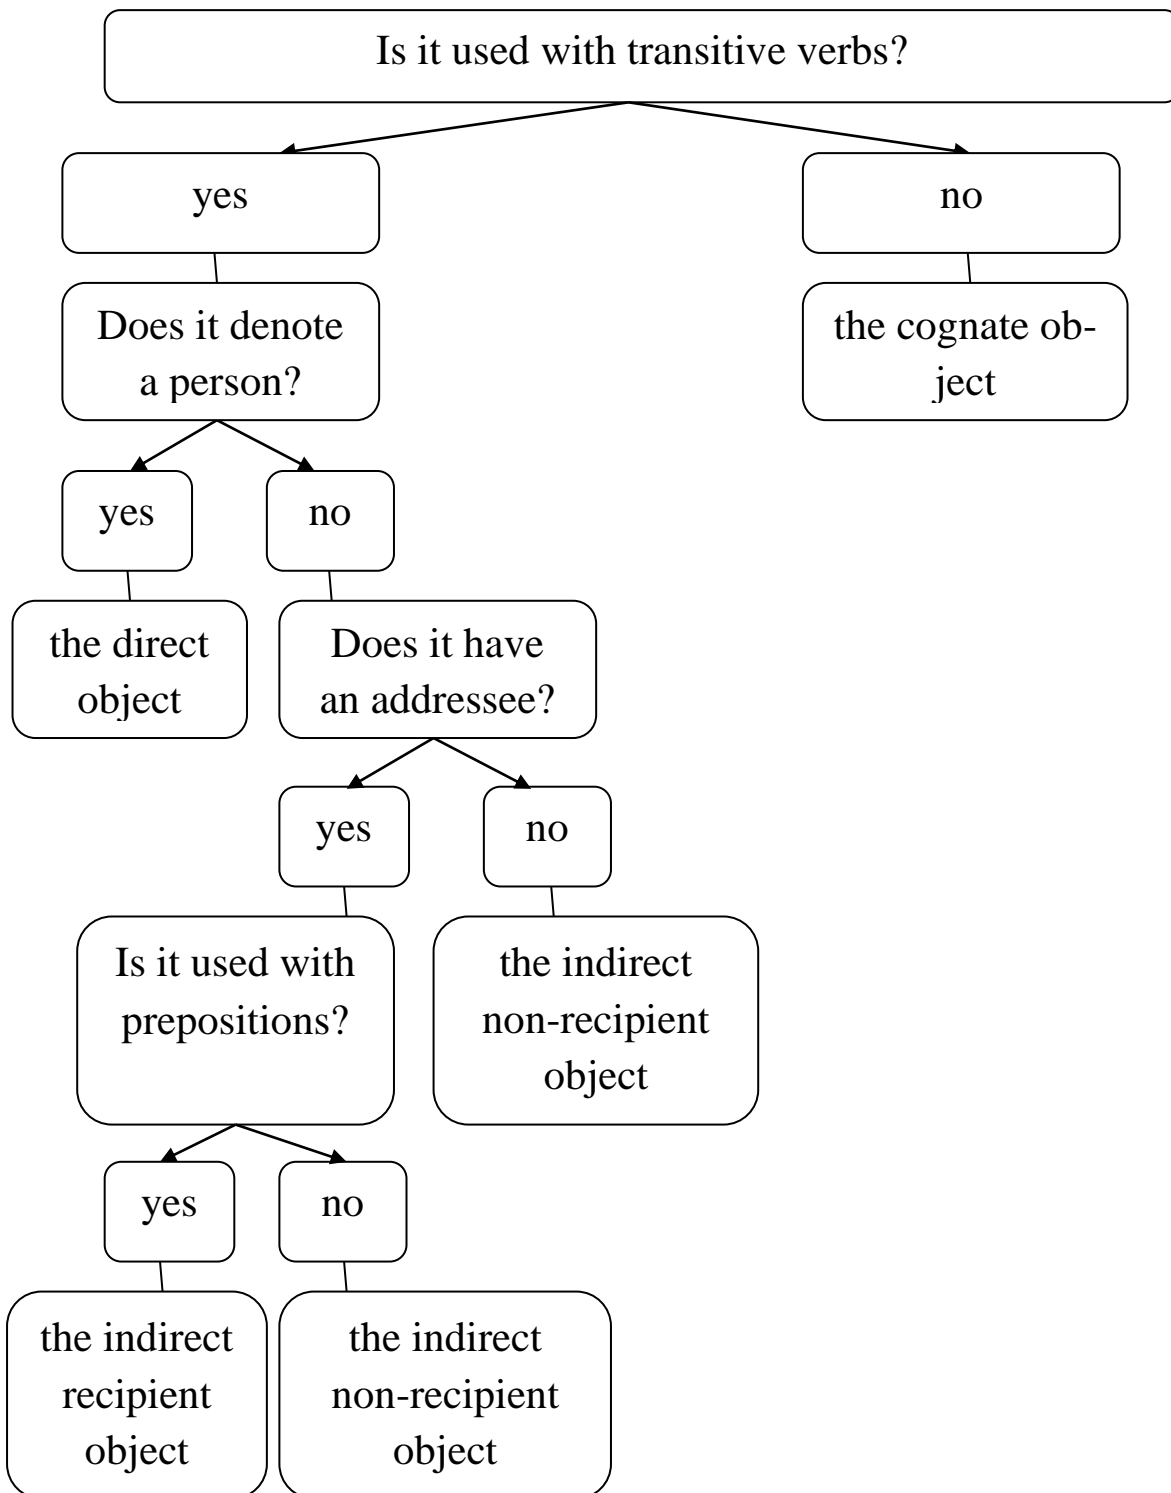 Is it used with transitive verbs?
yes
no
Does it denote
a person?
the cognate ob-
ject
yes
no
the direct
object
Does it have
an addressee?
yes
no
Is it used with
prepositions?
the indirect
non-recipient
object
yes
no
the indirect
recipient
object
the indirect
non-recipient
object